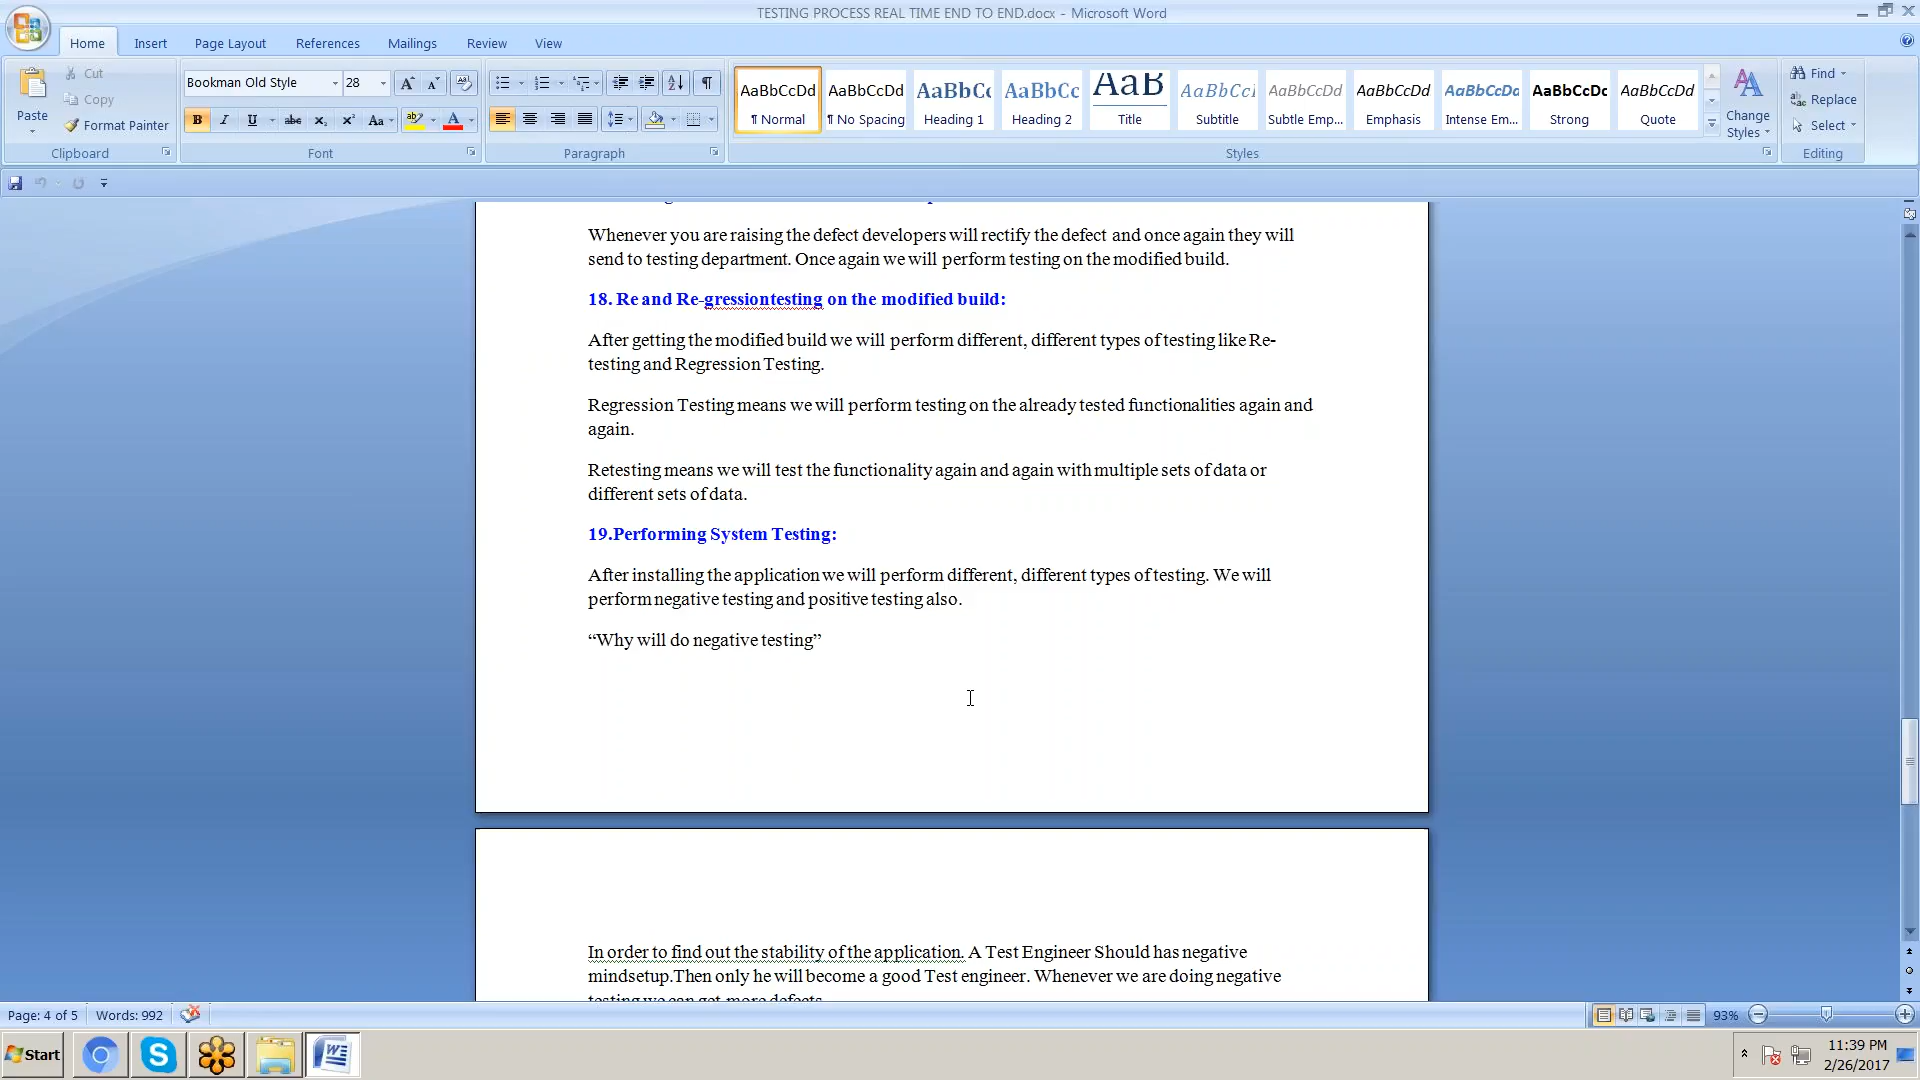 TESTING PROCESS REAL TIME END TO END.docx - Microsoft Word
Home Insert Page Layout References Mailings Review View
Paste
Cut
Copy
Format Painter
Clipboard
Bookman Old Style 28
Font
Paragraph
AaBbCcDd AaBbCcDd AaBbCc AaBbCc AaB AaBbCcI AaBbCcDd AaBbCcDd AaBbCcDd AaBbCcDc AaBbCcDd
¶ Normal ¶ No Spacing Heading 1 Heading 2 Title Subtitle Subtle Emp... Emphasis Intense Em... Strong Quote
Change
Styles
Styles
Find
Replace
Select
Editing
Whenever you are raising the defect developers will rectify the defect and once again they will
send to testing department. Once again we will perform testing on the modified build.
18. Re and Re-gressiontesting on the modified build:
After getting the modified build we will perform different, different types of testing like Re-
testing and Regression Testing.
Regression Testing means we will perform testing on the already tested functionalities again and
again.
Retesting means we will test the functionality again and again with multiple sets of data or
different sets of data.
19.Performing System Testing:
After installing the application we will perform different, different types of testing. We will
perform negative testing and positive testing also.
“Why will do negative testing”
In order to find out the stability of the application. A Test Engineer Should has negative
mindsetup.Then only he will become a good Test engineer. Whenever we are doing negative
testing we can get more defects
Page: 4 of 5 Words: 992
93%
Start
11:39 PM
2/26/2017